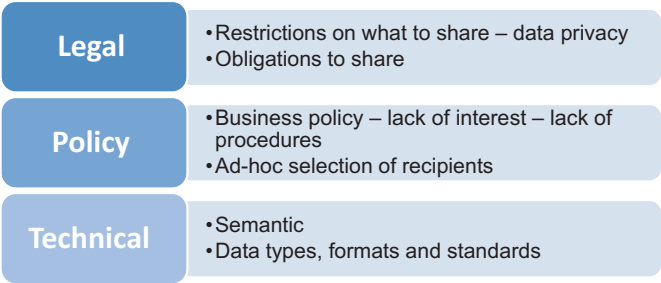 Legal
•Restrictions on what to share – data privacy
•Obligations to share
Policy
•Business policy – lack of interest – lack of
procedures
•Ad-hoc selection of recipients
Technical
•Semantic
•Data types, formats and standards